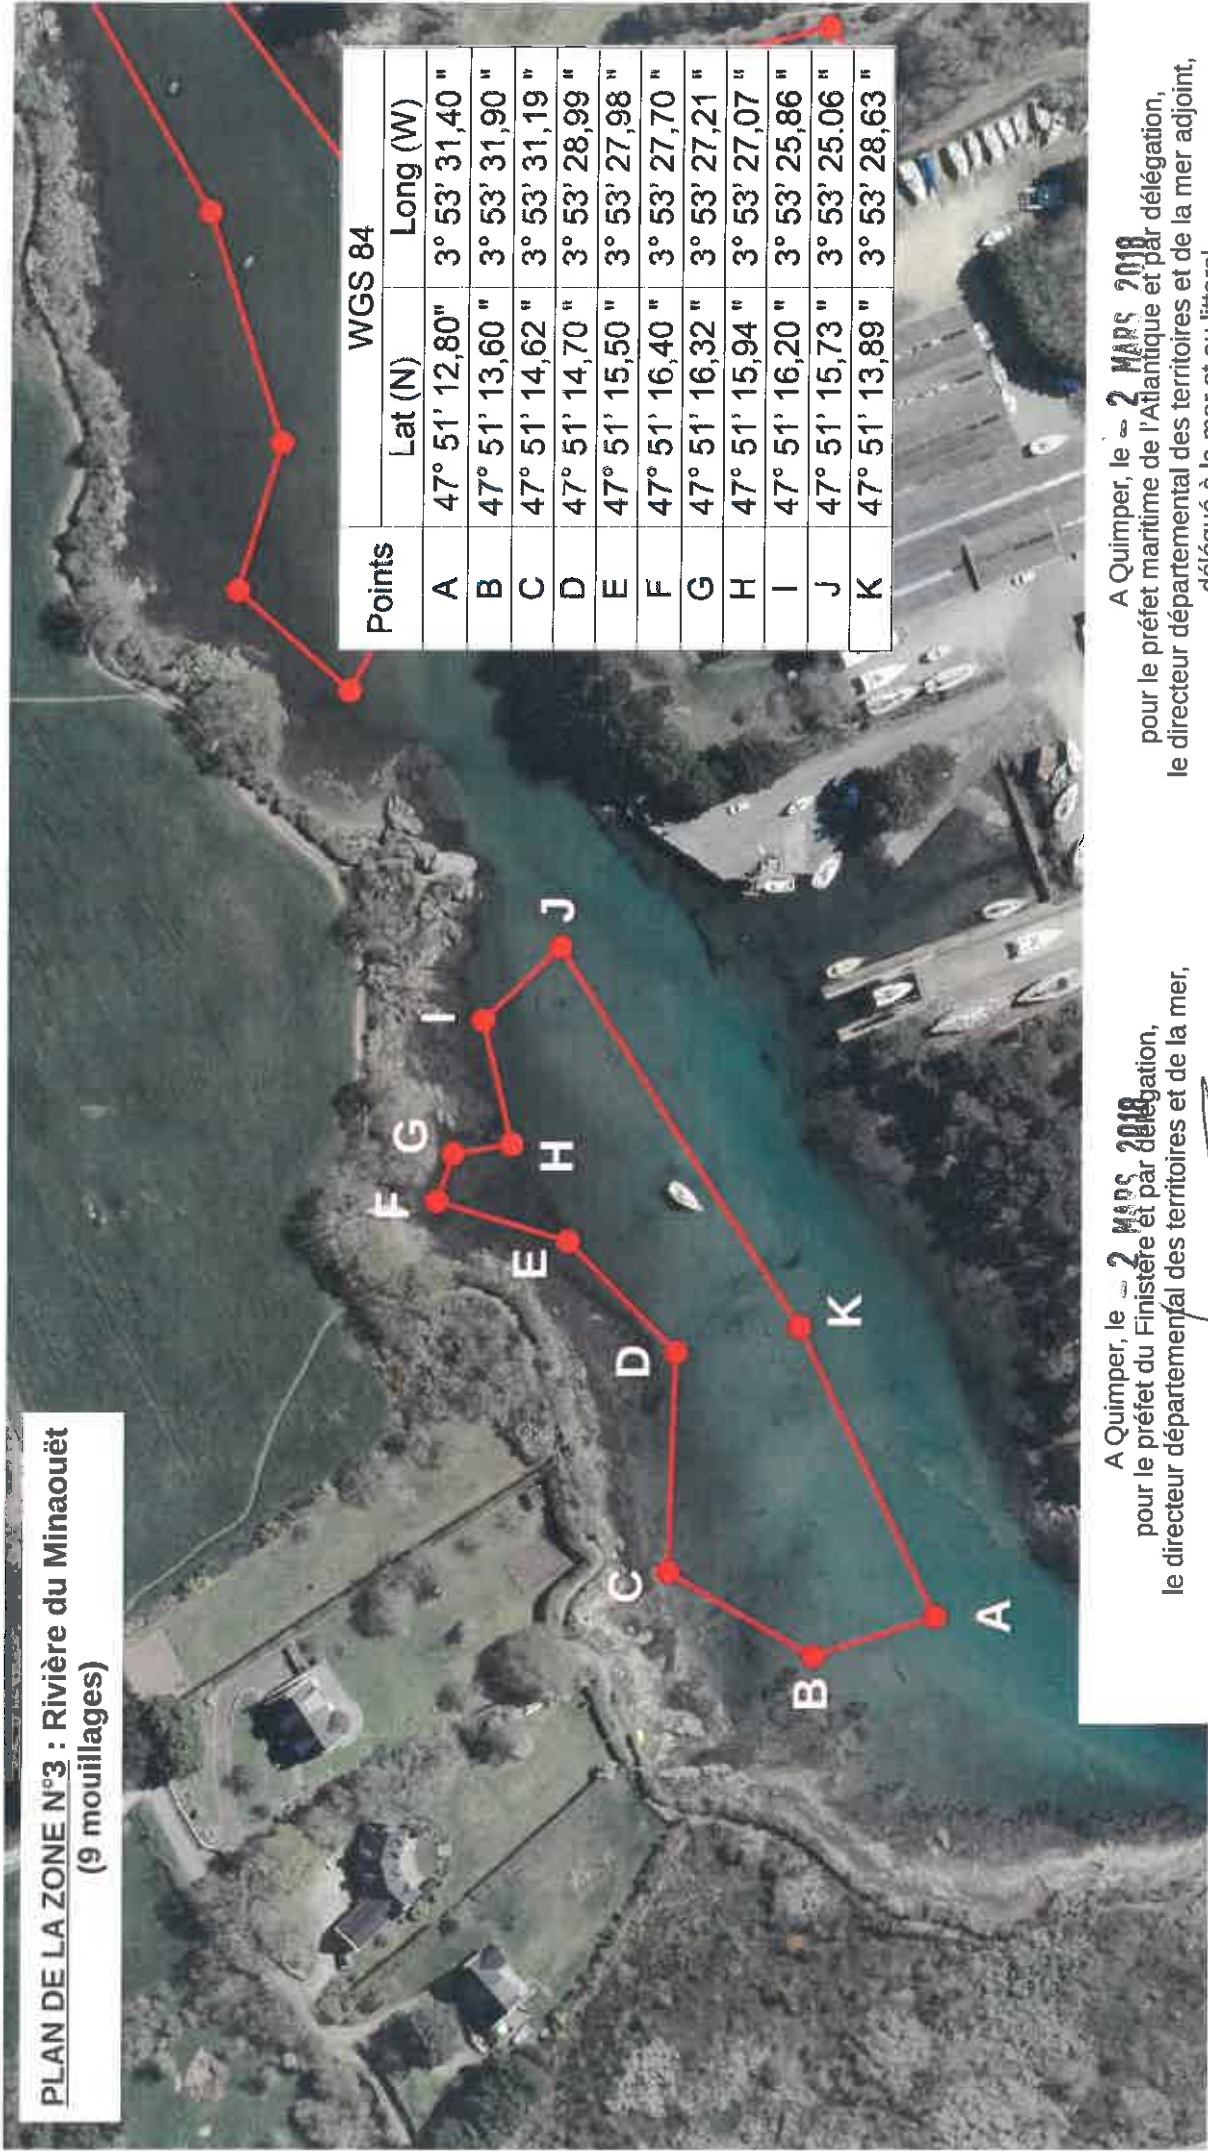 PLAN DE LA ZONE N°3 : Rivière du Minaouët
(9 mouillages)
WGS 84
Points Lat (N) Long (W)
A 47° 51' 12,80" 3° 53' 31,40 "
B 47° 51' 13,60 " 3° 53' 31,90 "
C 47° 51' 14,62 " 3° 53' 31,19 "
D 47° 51' 14,70 " 3° 53' 28,99 "
E 47° 51' 15,50 " 3° 53' 27,98 "
F 47° 51' 16,40 " 3° 53' 27,70 "
G 47° 51' 16,32 " 3° 53' 27,21 "
H 47° 51' 15,94 " 3° 53' 27,07 "
I 47° 51' 16,20 " 3° 53' 25,86 "
J 47° 51' 15,73 " 3° 53' 25.06 "
K 47° 51' 13,89 " 3° 53' 28,63 "
F
G
I
J
E
H
D
C
K
B
A
A Quimper, le - 2 MARS 2018
pour le préfet du Finistère et par délégation,
le directeur départemental des territoires et de la mer,
A Quimper, le - 2 MARS 2018
pour le préfet maritime de l'Atlantique et par délégation,
le directeur départemental des territoires et de la mer adjoint,
délégué à la mer et au littoral